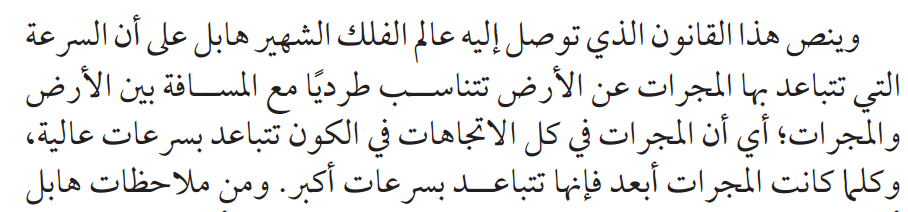 وينص هذا القانون الذي توصل إليه عالم الفلك الشهير هابل على أن السرعة
التي تتباعد بها المجرات عن الأرض تتناسب طرديًا مع المسافة بين الأرض
والمجرات؛ أي أن المجرات في كل الاتجاهات في الكون تتباعد بسرعات عالية،
وكلما كانت المجرات أبعد فإنها تتباعد بسرعات أكبر. ومن ملاحظات هابل